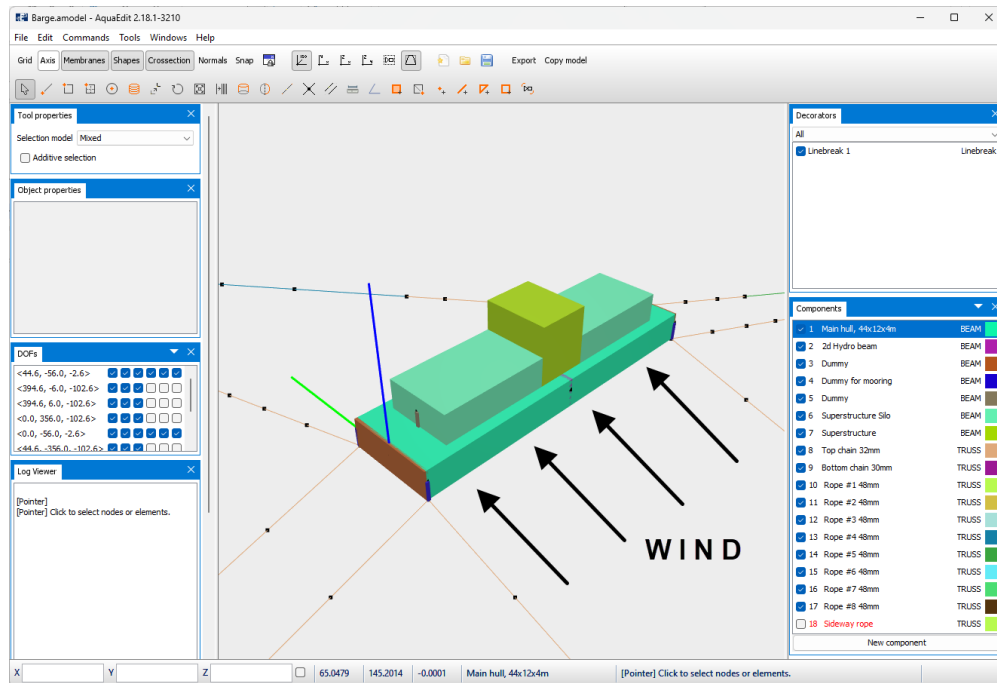 Barge.amodel - AquaEdit 2.18.1-3210
File Edit Commands Tools Windows Help
Grid Axis Membranes Shapes Crossection Normals Snap Export Copy model
Tool properties
Selection model Mixed
Additive selection
Object properties
DOFs
<44.6, -56.0, -2.6>
<394.6, -6.0, -102.6>
<394.6, 6.0, -102.6>
<0.0, 356.0, -102.6>
<0.0, -56.0, -2.6>
<44.6, -356.0, -102.6>
Log Viewer
[Pointer]
[Pointer] Click to select nodes or elements.
WIND
Decorators
All
Linebreak 1 Linebreak
Components
1 Main hull, 44x12x4m BEAM
2 2d Hydro beam BEAM
3 Dummy BEAM
4 Dummy for mooring BEAM
5 Dummy BEAM
6 Superstructure Silo BEAM
7 Superstructure BEAM
8 Top chain 32mm TRUSS
9 Bottom chain 30mm TRUSS
10 Rope #1 48mm TRUSS
11 Rope #2 48mm TRUSS
12 Rope #3 48mm TRUSS
13 Rope #4 48mm TRUSS
14 Rope #5 48mm TRUSS
15 Rope #6 48mm TRUSS
16 Rope #7 48mm TRUSS
17 Rope #8 48mm TRUSS
18 Sideway rope TRUSS
New component
X Y Z 65.0479 145.2014 -0.0001 Main hull, 44x12x4m [Pointer] Click to select nodes or elements.